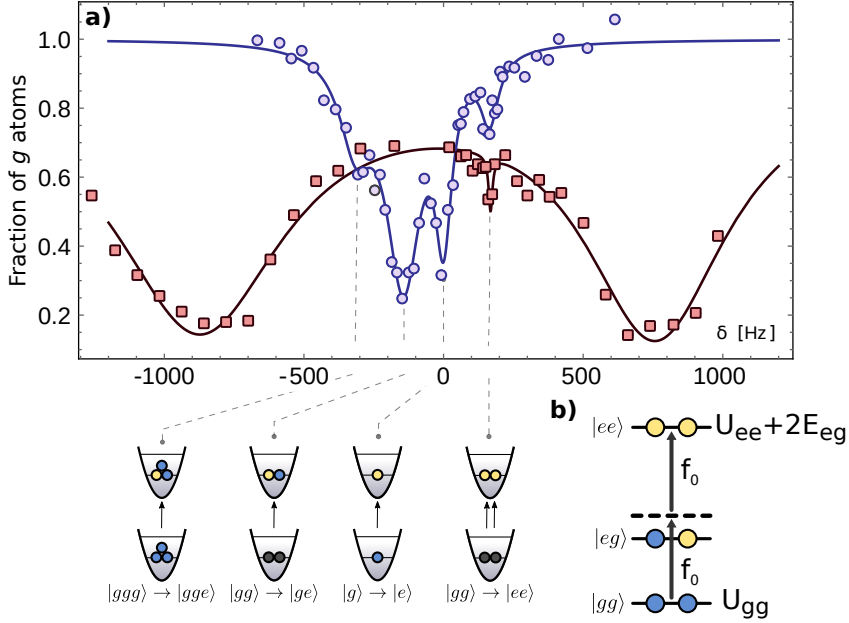 a)
Fraction of g atoms
1.0
0.8
0.6
0.4
0.2
δ [Hz]
-1000 -500 0 500 1000
|ggg⟩ → |gge⟩ |gg⟩ → |ge⟩ |g⟩ → |e⟩ |gg⟩ → |ee⟩
b)
|ee⟩ U_ee+2E_eg
f_0
|eg⟩
f_0
|gg⟩ U_gg